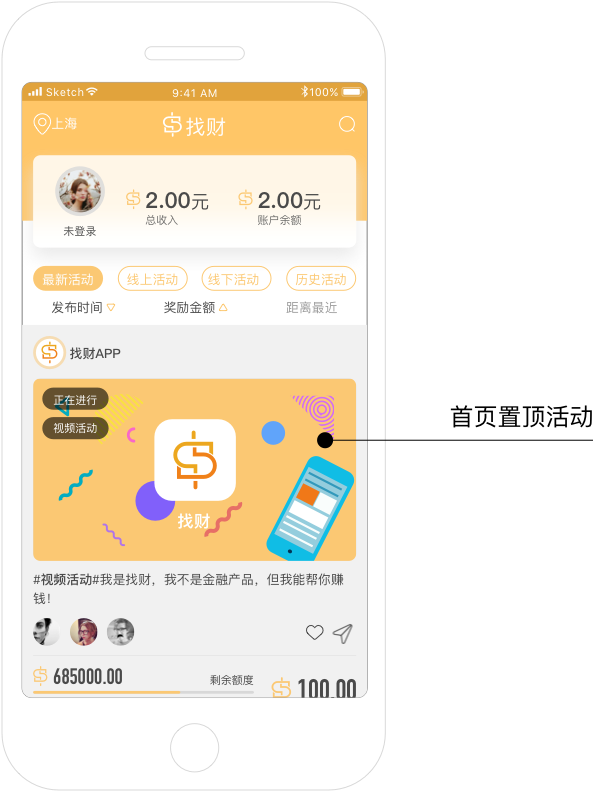 Sketch 9:41 AM 100%
上海 找财
2.00元 2.00元
总收入 账户余额
未登录
最新活动 线上活动 线下活动 历史活动
发布时间 奖励金额 距离最近
找财APP
正在进行
视频活动
首页置顶活动
找财
#视频活动#我是找财，我不是金融产品，但我能帮你赚
钱！
685000.00 剩余额度 100.00